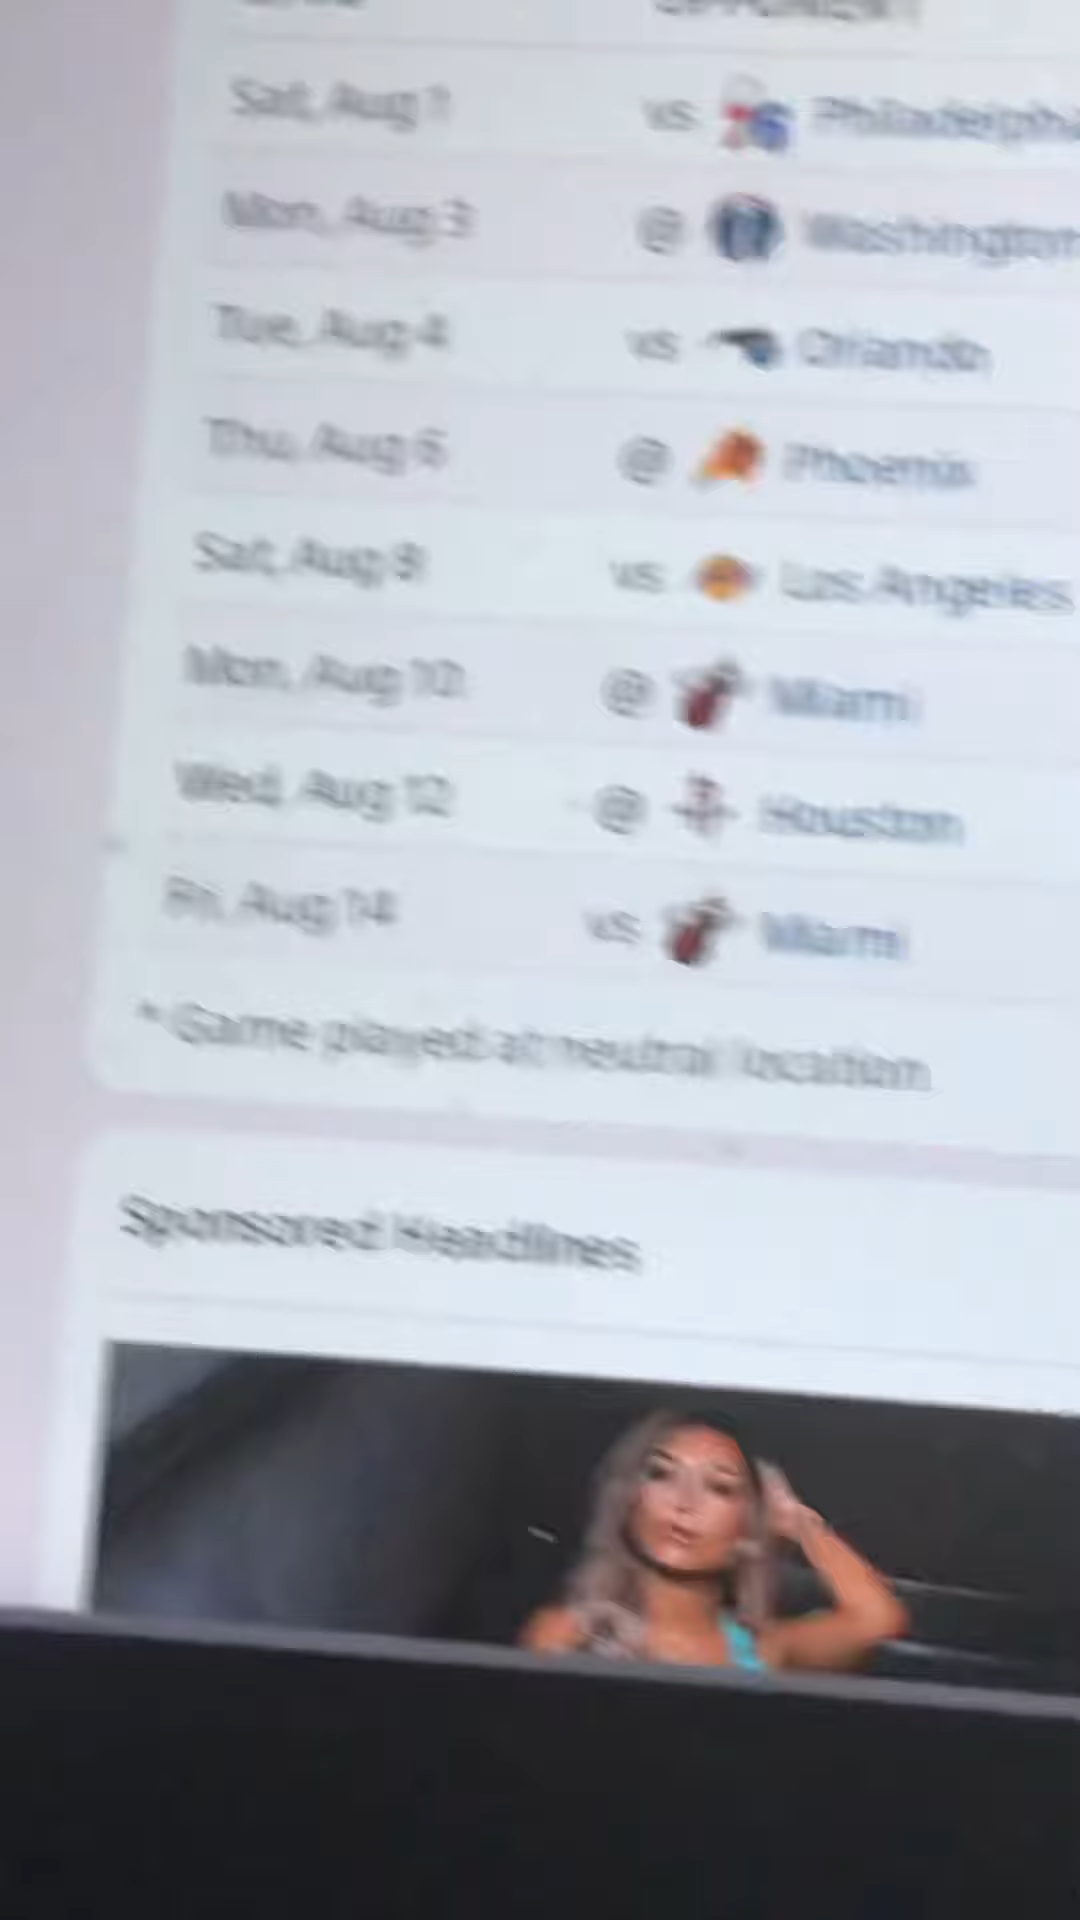 OPPONENT
Sat, Aug 1 vs Philadelphia
Mon, Aug 3 @ Washington
Tue, Aug 4 vs Orlando
Thu, Aug 6 @ Phoenix
Sat, Aug 8 vs Los Angeles
Mon, Aug 10 @ Miami
Wed, Aug 12 @ Houston
Fri, Aug 14 vs Miami
* Game played at neutral location
Sponsored Headlines